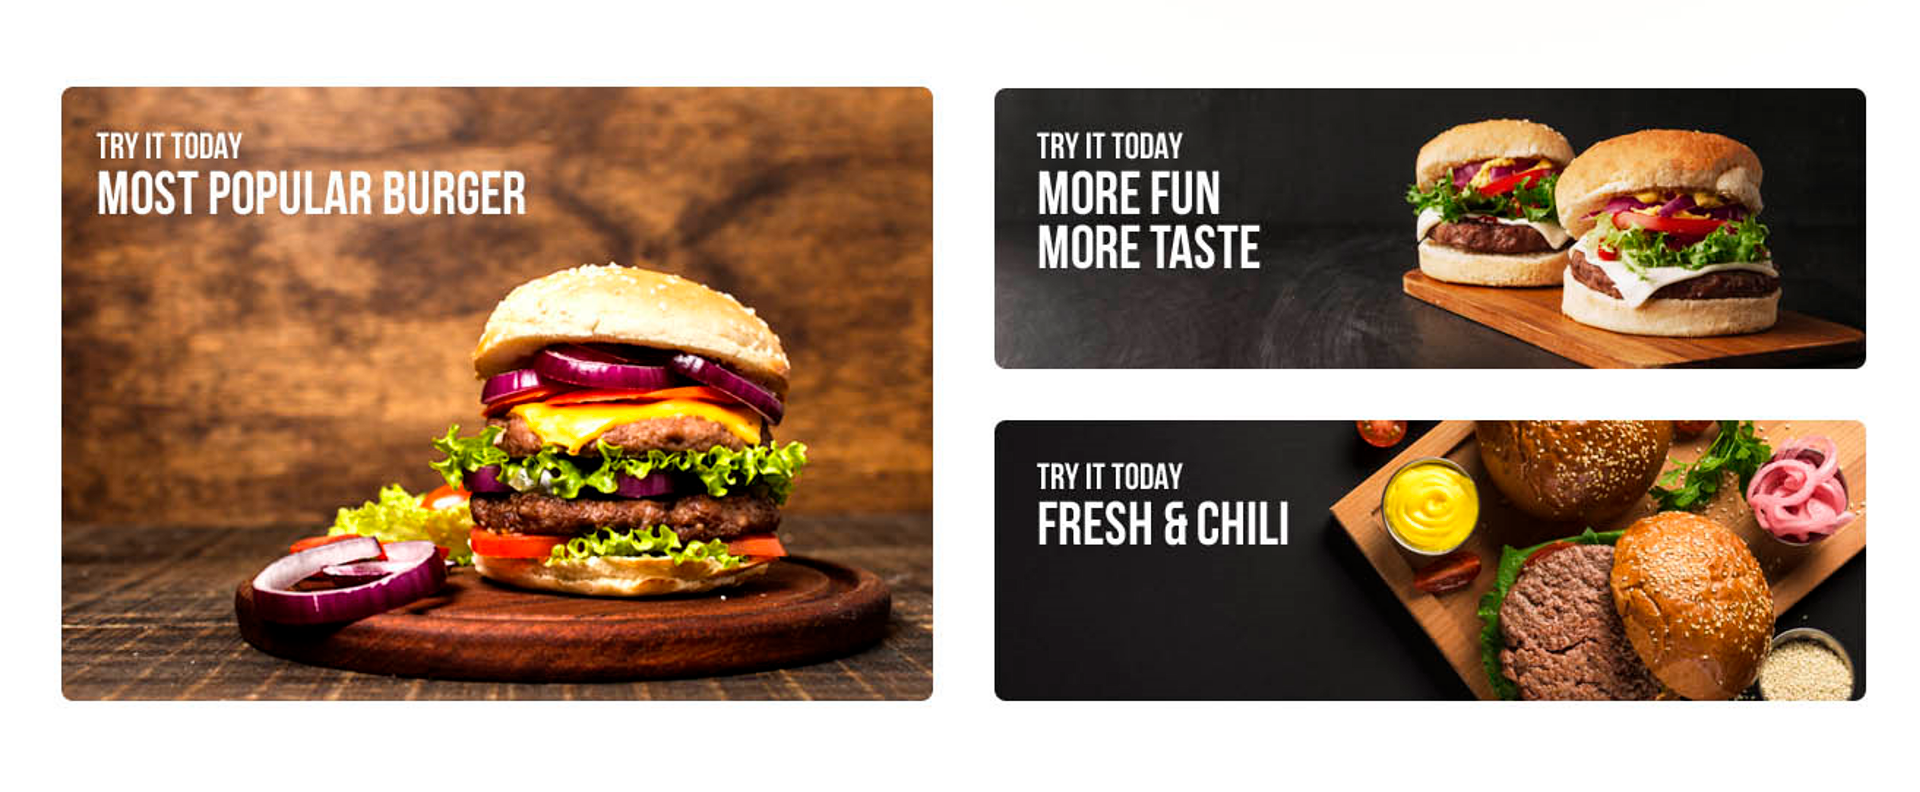 TRY IT TODAY
MOST POPULAR BURGER
TRY IT TODAY
MORE FUN
MORE TASTE
TRY IT TODAY
FRESH & CHILI